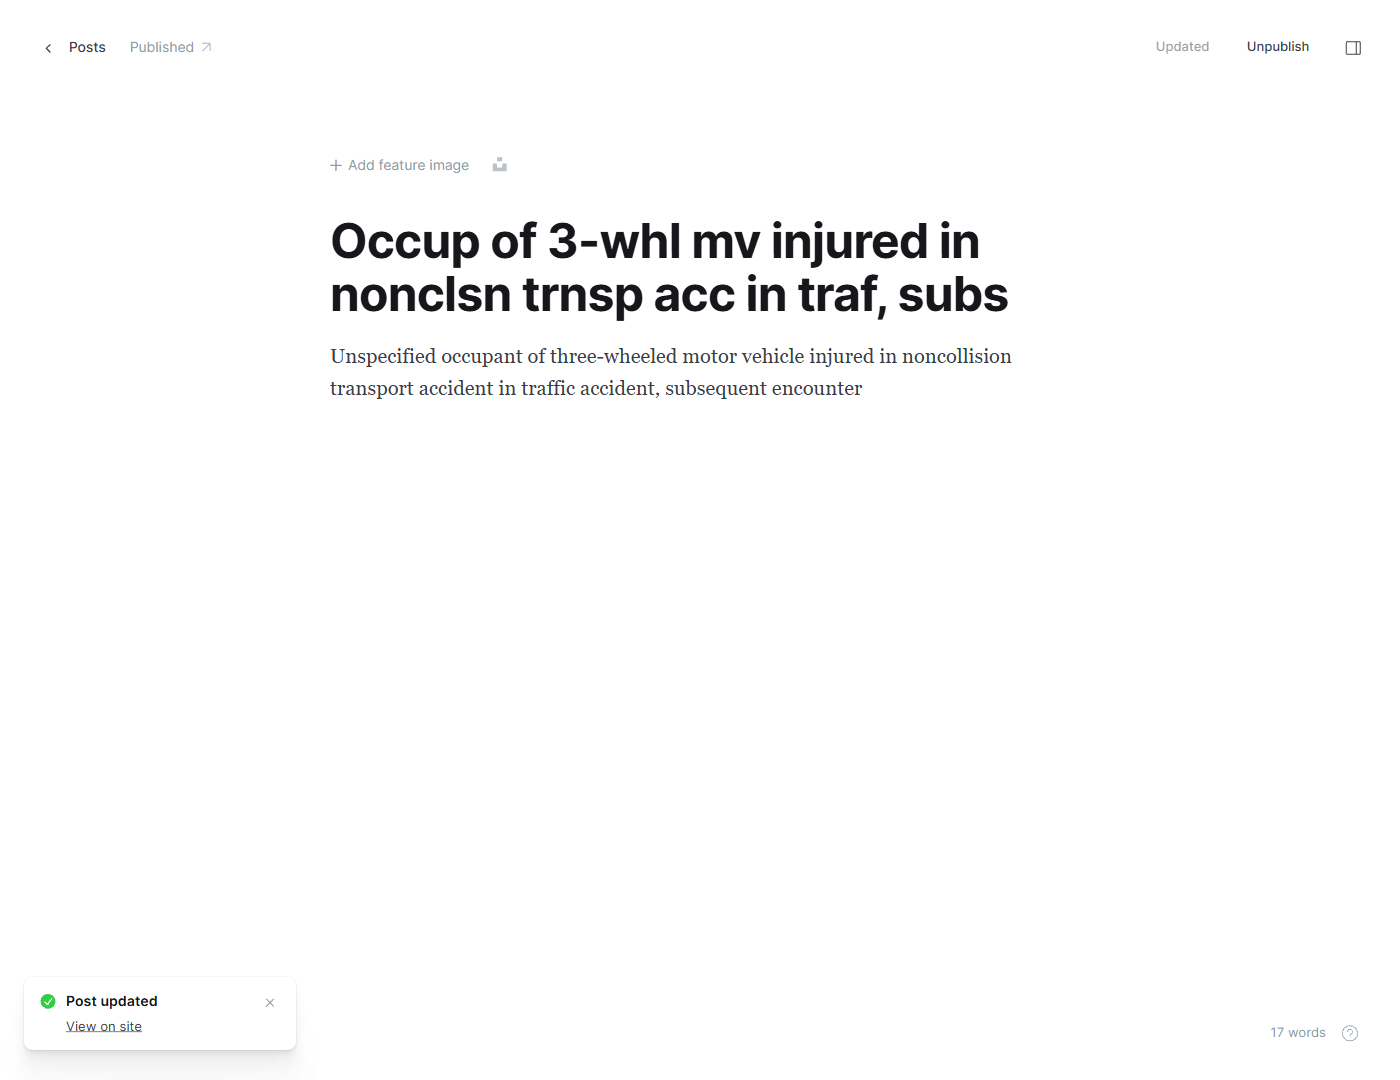 Posts
Published
Updated
Unpublish
Add feature image
Occup of 3-whl mv injured in
nonclsn trnsp acc in traf, subs
Unspecified occupant of three-wheeled motor vehicle injured in noncollision
transport accident in traffic accident, subsequent encounter
Post updated
View on site
17 words